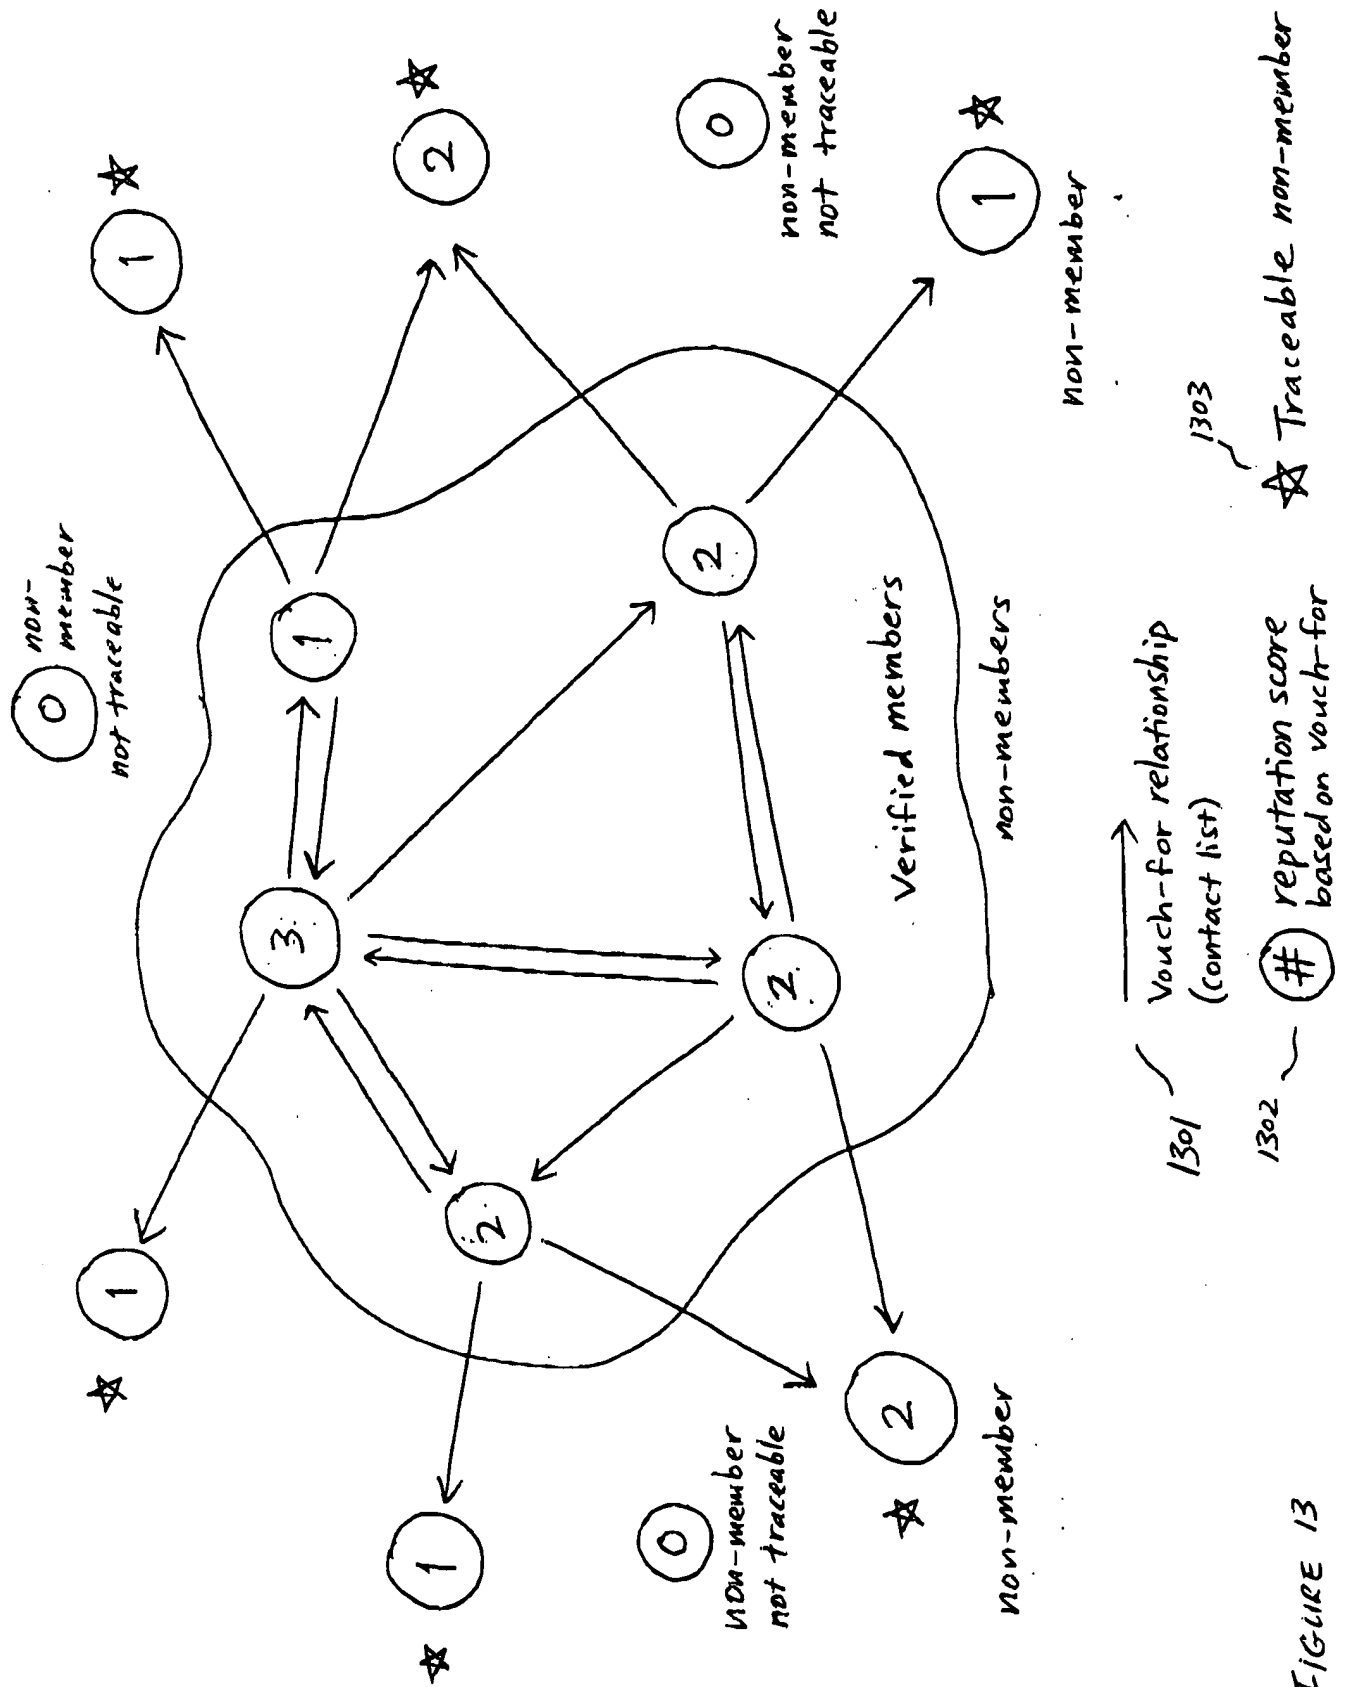 0
non-
member
not traceable
1
1
3
1
1
2
2
0
non-member
not traceable
2
0
non-member
not traceable
2
Verified members
2
1
non-member
non-members
non-member
1301
Vouch-for relationship
(contact list)
1303
Traceable non-member
1302
# reputation score
based on vouch-for
FIGURE 13